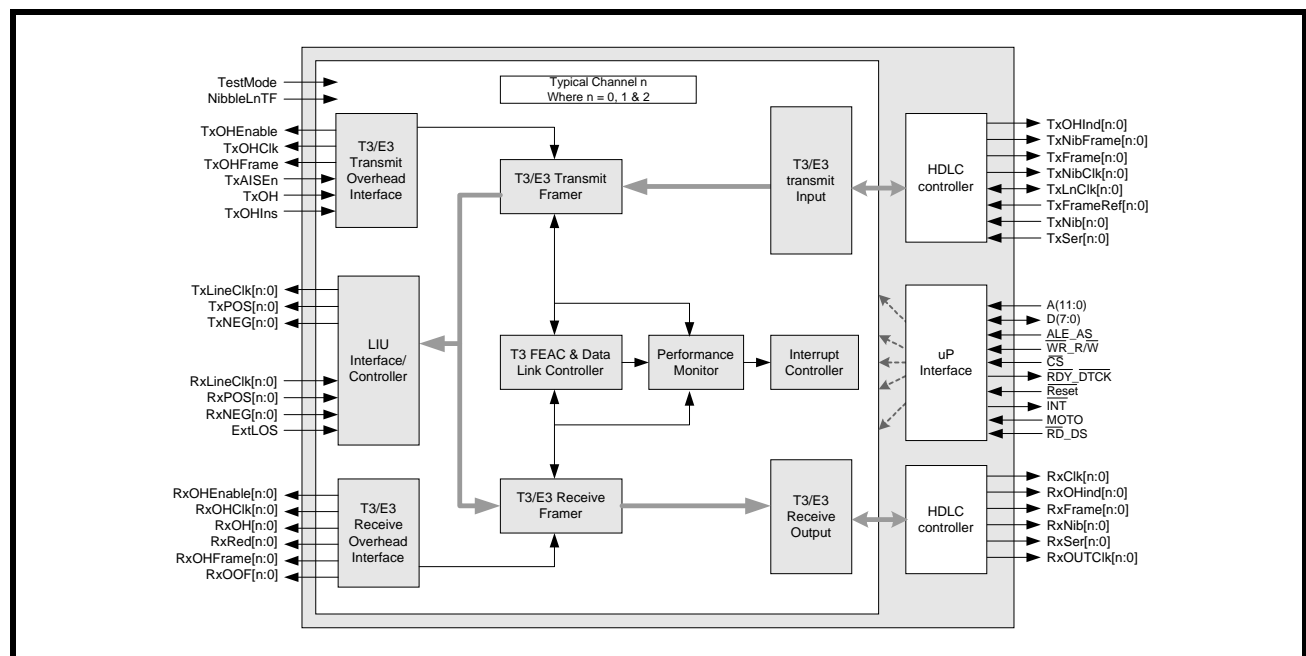 TestMode
NibbleLnTF
TxOHEnable
TxOHClk
TxOHFrame
TxAISEn
TxOH
TxOHIns
TxLineClk[n:0]
TxPOS[n:0]
TxNEG[n:0]
RxLineClk[n:0]
RxPOS[n:0]
RxNEG[n:0]
ExtLOS
RxOHEnable[n:0]
RxOHClk[n:0]
RxOH[n:0]
RxRed[n:0]
RxOHFrame[n:0]
RxOOF[n:0]
T3/E3
Transmit
Overhead
Interface
LIU
Interface/
Controller
T3/E3
Receive
Overhead
Interface
Typical Channel n
Where n = 0, 1 & 2
T3/E3 Transmit
Framer
T3 FEAC & Data
Link Controller
Performance
Monitor
Interrupt
Controller
T3/E3 Receive
Framer
T3/E3
transmit
Input
T3/E3
Receive
Output
HDLC
controller
uP
Interface
HDLC
controller
TxOHInd[n:0]
TxNibFrame[n:0]
TxFrame[n:0]
TxNibClk[n:0]
TxLnClk[n:0]
TxFrameRef[n:0]
TxNib[n:0]
TxSer[n:0]
A(11:0)
D(7:0)
ALE_AS
WR_R/W
CS
RDY_DTCK
Reset
INT
MOTO
RD_DS
RxClk[n:0]
RxOHind[n:0]
RxFrame[n:0]
RxNib[n:0]
RxSer[n:0]
RxOUTClk[n:0]